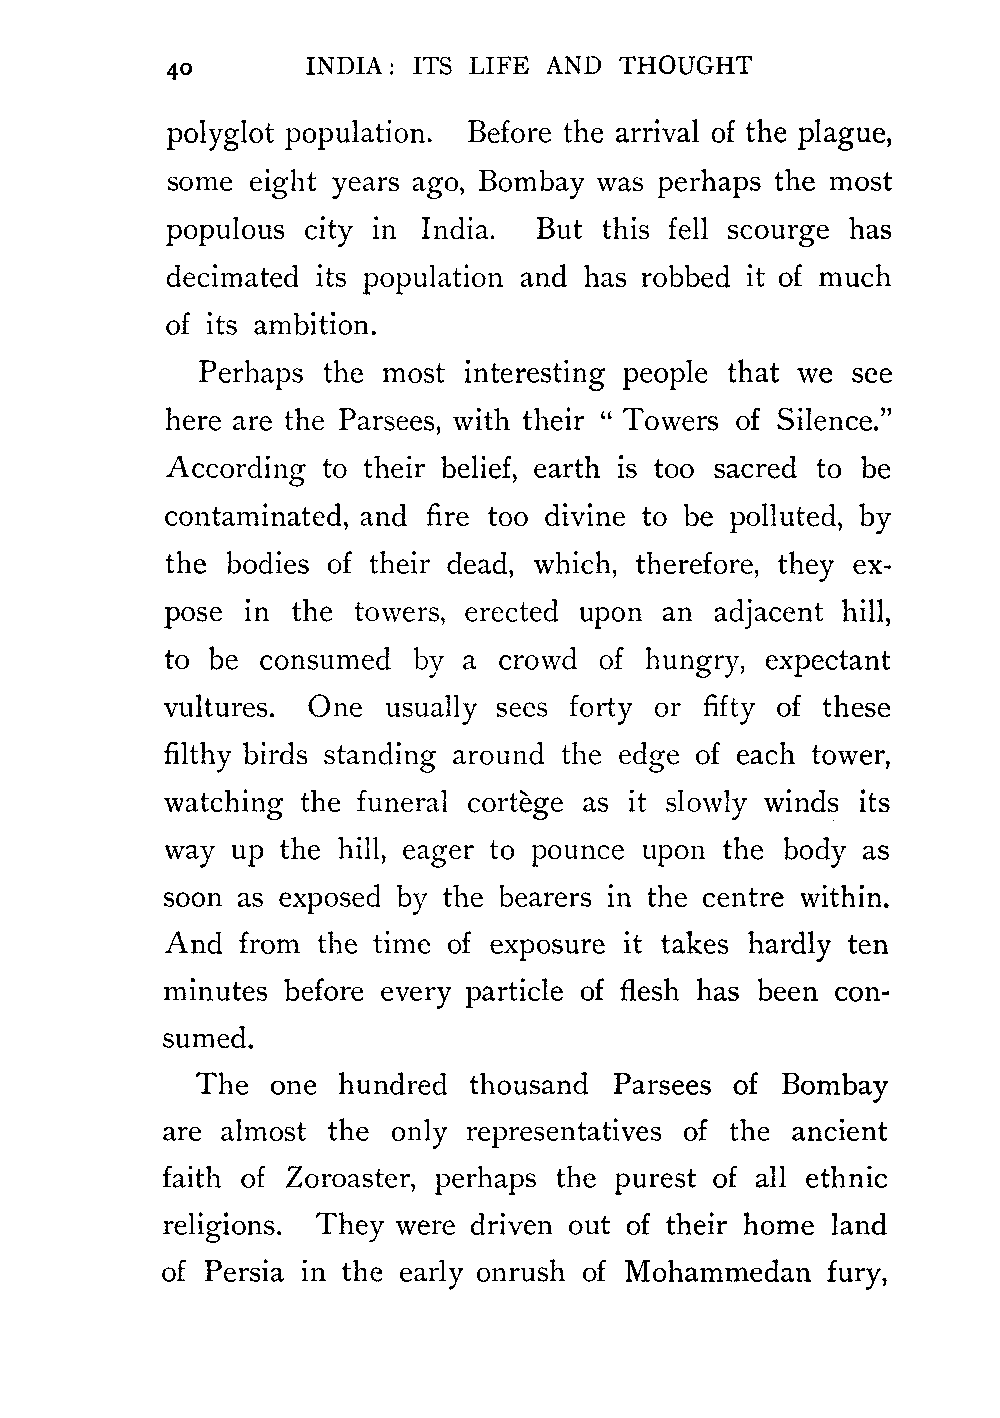 40 INDIA: ITS LIFE AND THOUGHT
polyglot population. Before the arrival of the plague,
some eight years ago, Bombay was perhaps the most
populous city in India. But this fell scourge has
decimated its population and has robbed it of much
of its ambition.
Perhaps the most interesting people that we see
here are the Parsees, with their “ Towers of Silence.”
According to their belief, earth is too sacred to be
contaminated, and fire too divine to be polluted, by
the bodies of their dead, which, therefore, they ex-
pose in the towers, erected upon an adjacent hill,
to be consumed by a crowd of hungry, expectant
vultures. One usually sees forty or fifty of these
filthy birds standing around the edge of each tower,
watching the funeral cortège as it slowly winds its
way up the hill, eager to pounce upon the body as
soon as exposed by the bearers in the centre within.
And from the time of exposure it takes hardly ten
minutes before every particle of flesh has been con-
sumed.
The one hundred thousand Parsees of Bombay
are almost the only representatives of the ancient
faith of Zoroaster, perhaps the purest of all ethnic
religions. They were driven out of their home land
of Persia in the early onrush of Mohammedan fury,